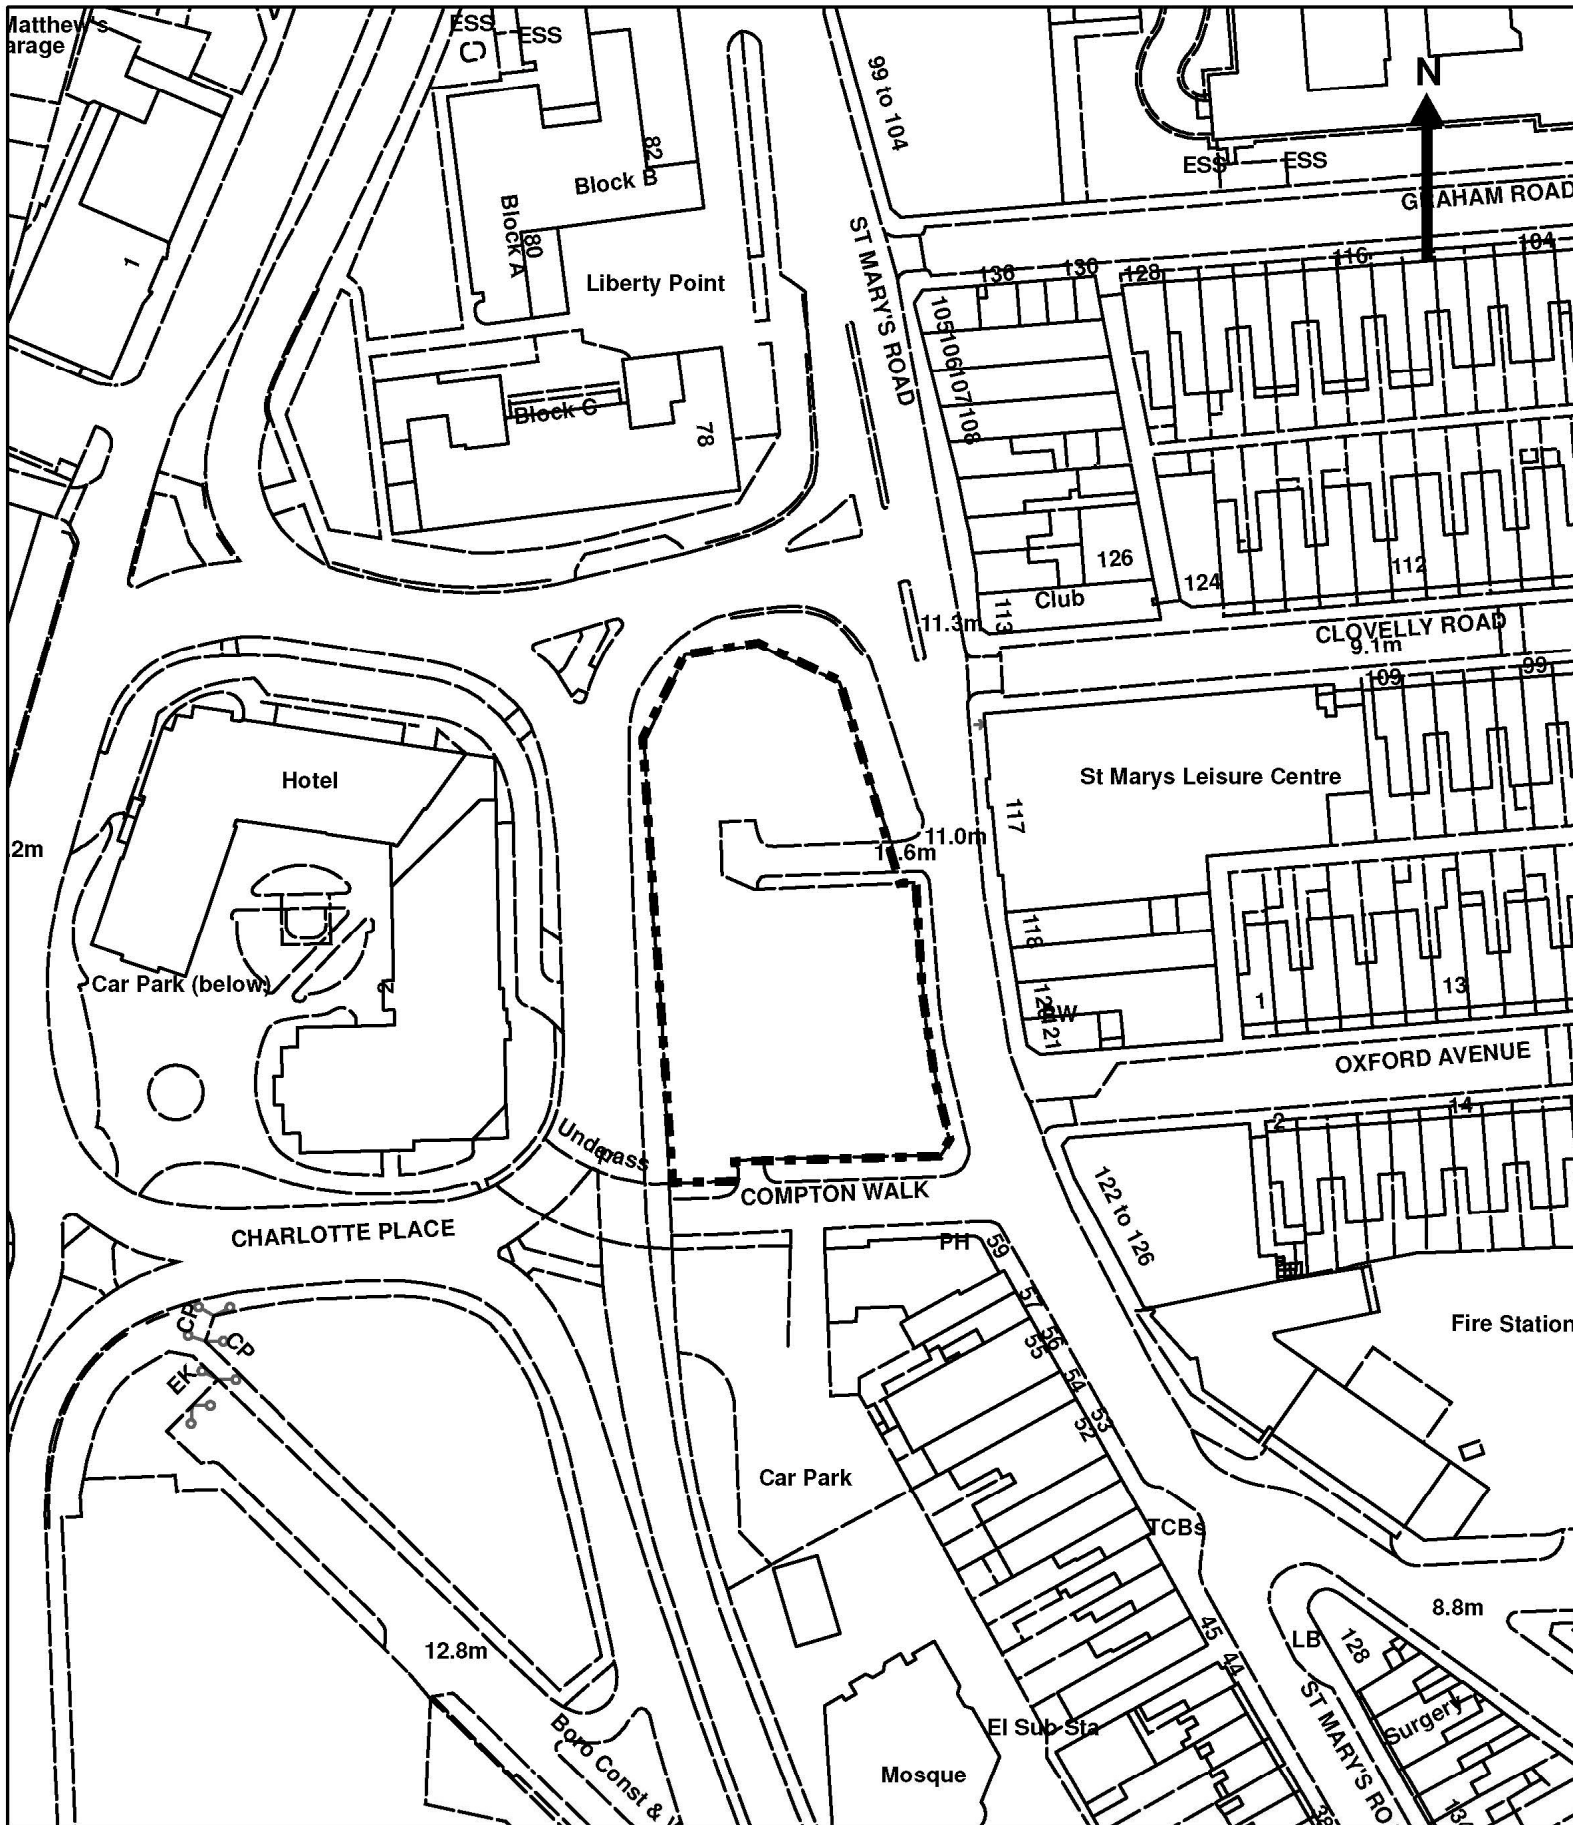 Matthew's
arage
ESS
ESS
99 to 104
N
82
Block B
ESS
ESS
GRAHAM ROAD
Block A
80
1
Liberty Point
ST MARY'S ROAD
136
130
128
116
104
105
106
107
108
Block C
78
126
124
112
Club
113
11.3m
CLOVELLY ROAD
9.1m
109
99
Hotel
St Marys Leisure Centre
117
11.0m
.2m
118
Car Park (below)
2
13
1
121
OXFORD AVENUE
2
14
Underpass
COMPTON WALK
CHARLOTTE PLACE
122 to 126
PH
59
57
56
55
54
53
52
Fire Station
CP
CP
EK
Car Park
TCBs
8.8m
45
44
LB
128
12.8m
El Sub Sta
ST MARY'S RO
Surgery
Boro Const &
Mosque